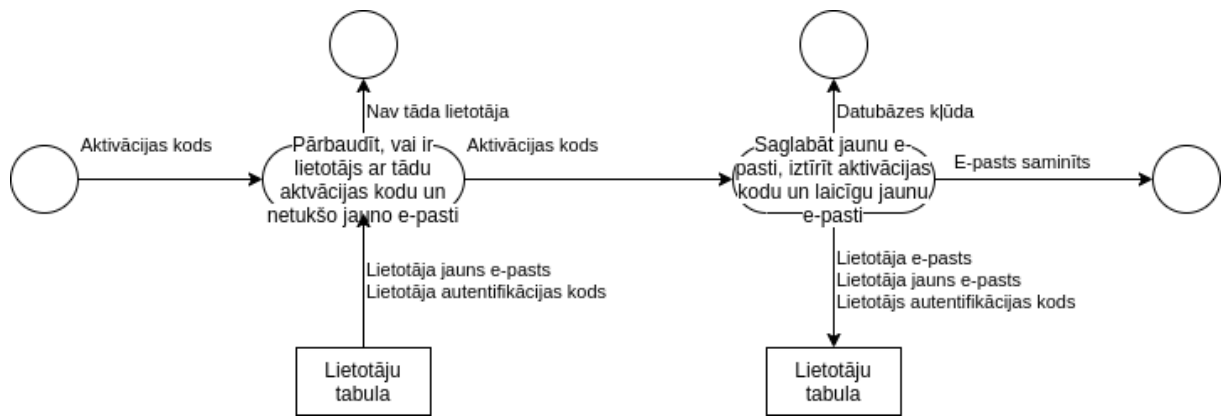 Nav tāda lietotāja
Datubāzes kļūda
Aktivācijas kods
Pārbaudīt, vai ir
lietotājs ar tādu
aktvācijas kodu un
netukšo jauno e-pasti
Aktivācijas kods
Saglabāt jaunu e-
pasti, iztīrīt aktivācijas
kodu un laicīgu jaunu
e-pasti
E-pasts saminīts
Lietotāja jauns e-pasts
Lietotāja autentifikācijas kods
Lietotāja e-pasts
Lietotāja jauns e-pasts
Lietotājs autentifikācijas kods
Lietotāju
tabula
Lietotāju
tabula